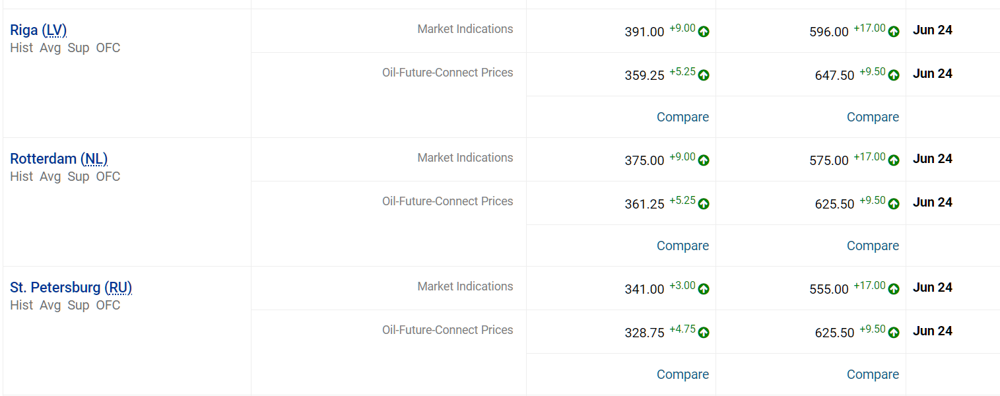 Riga (LV) Market Indications 391.00 +9.00 596.00 +17.00 Jun 24
Hist Avg Sup OFC
Oil-Future-Connect Prices 359.25 +5.25 647.50 +9.50 Jun 24
Compare Compare
Rotterdam (NL) Market Indications 375.00 +9.00 575.00 +17.00 Jun 24
Hist Avg Sup OFC
Oil-Future-Connect Prices 361.25 +5.25 625.50 +9.50 Jun 24
Compare Compare
St. Petersburg (RU) Market Indications 341.00 +3.00 555.00 +17.00 Jun 24
Hist Avg Sup OFC
Oil-Future-Connect Prices 328.75 +4.75 625.50 +9.50 Jun 24
Compare Compare